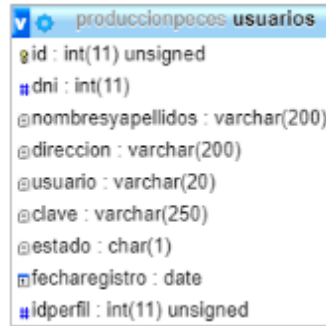 produccionpeces usuarios
id : int(11) unsigned
dni : int(11)
nombresyapellidos : varchar(200)
direccion : varchar(200)
usuario : varchar(20)
clave : varchar(250)
estado : char(1)
fecharegistro : date
idperfil : int(11) unsigned